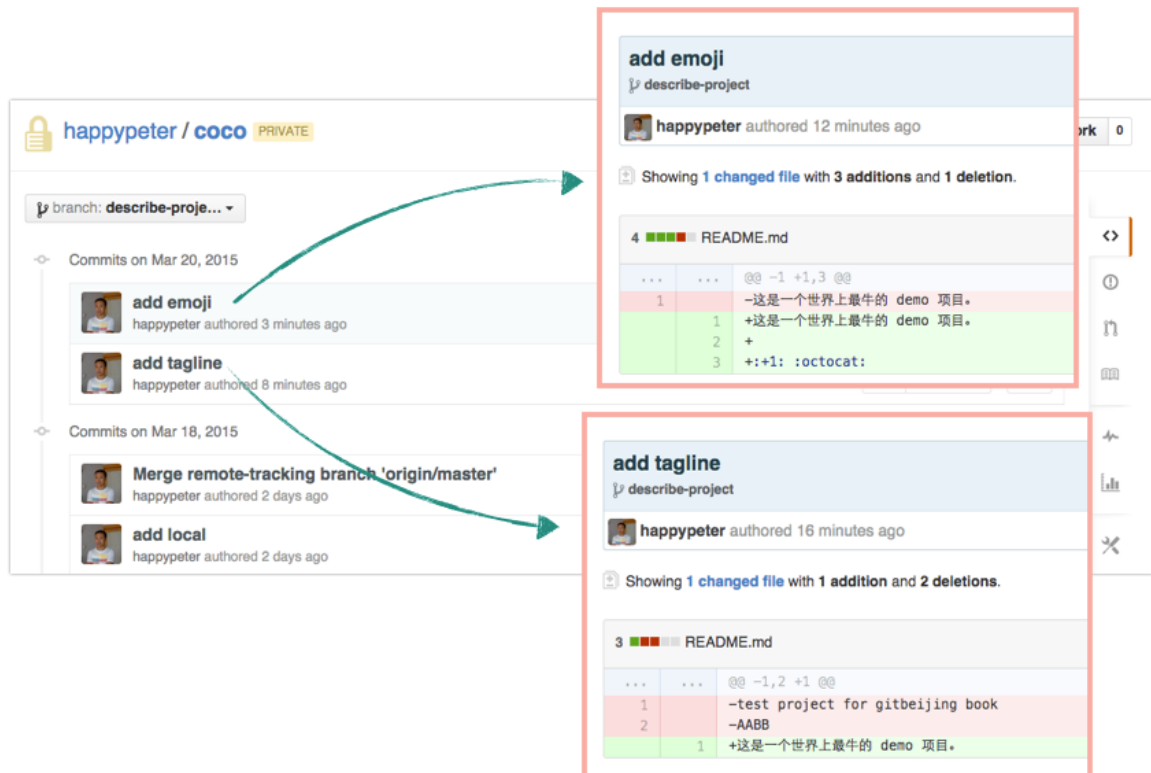 happypeter / coco PRIVATE
ork 0
branch: describe-proje...
Commits on Mar 20, 2015
add emoji
happypeter authored 3 minutes ago
add tagline
happypeter authored 8 minutes ago
Commits on Mar 18, 2015
Merge remote-tracking branch 'origin/master'
happypeter authored 2 days ago
add local
happypeter authored 2 days ago
add emoji
describe-project
happypeter authored 12 minutes ago
Showing 1 changed file with 3 additions and 1 deletion.
4 README.md
... ... @@ -1 +1,3 @@
1 -这是一个世界上最牛的 demo 项目。
1 +这是一个世界上最牛的 demo 项目。
2 +
3 +:+1: :octocat:
add tagline
describe-project
happypeter authored 16 minutes ago
Showing 1 changed file with 1 addition and 2 deletions.
3 README.md
... ... @@ -1,2 +1 @@
1 -test project for gitbeijing book
2 -AABB
1 +这是一个世界上最牛的 demo 项目。